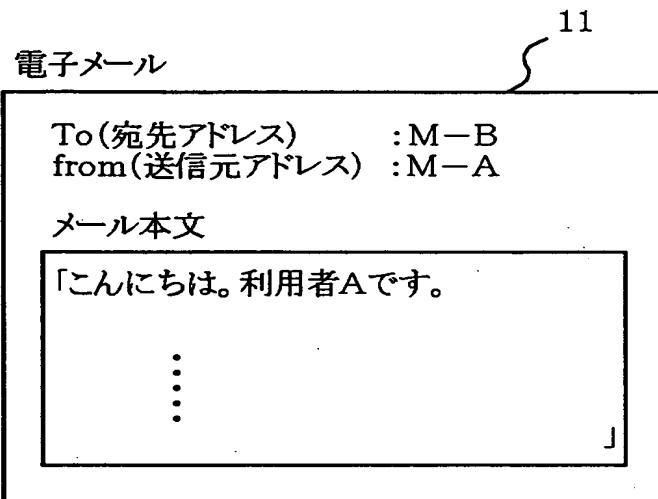 11
電子メール
To(宛先アドレス) :M-B
from(送信元アドレス) :M-A
メール本文
「こんにちは。利用者Aです。
⋮
」